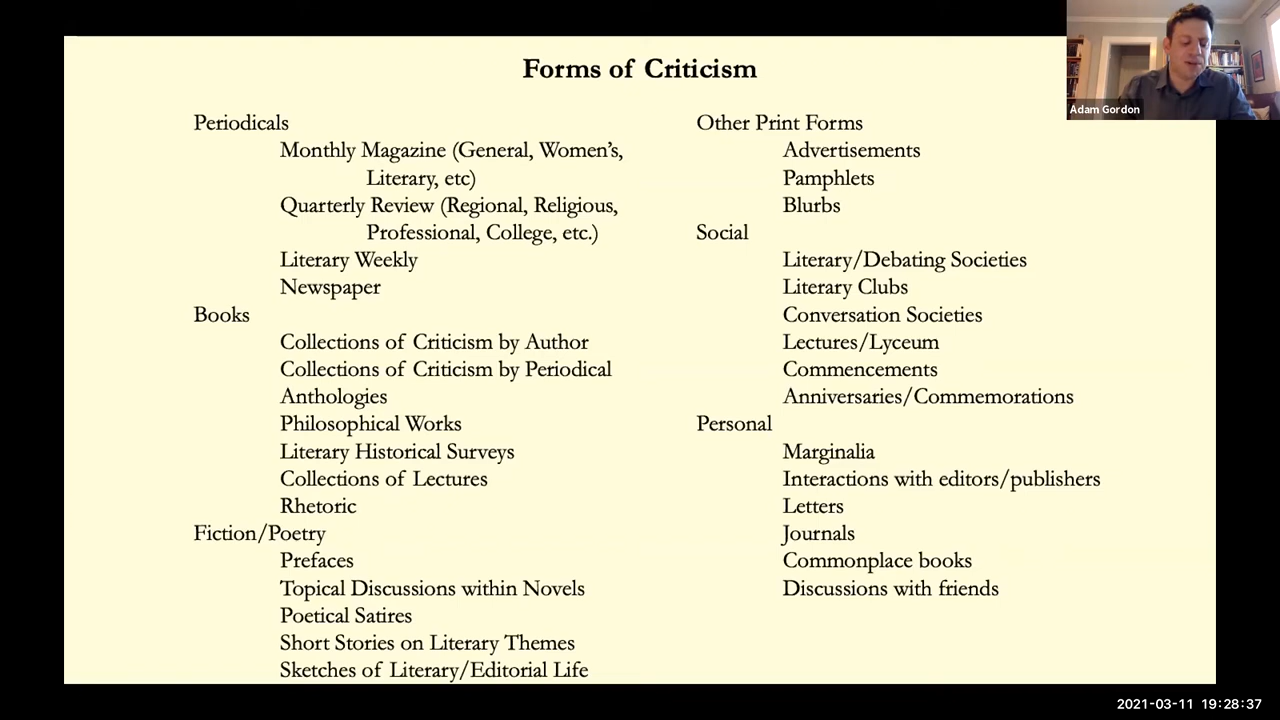 Forms of Criticism
Periodicals
Monthly Magazine (General, Women's,
Literary, etc)
Quarterly Review (Regional, Religious,
Professional, College, etc.)
Literary Weekly
Newspaper
Books
Collections of Criticism by Author
Collections of Criticism by Periodical
Anthologies
Philosophical Works
Literary Historical Surveys
Collections of Lectures
Rhetoric
Fiction/Poetry
Prefaces
Topical Discussions within Novels
Poetical Satires
Short Stories on Literary Themes
Sketches of Literary/Editorial Life
Other Print Forms
Advertisements
Pamphlets
Blurbs
Social
Literary/Debating Societies
Literary Clubs
Conversation Societies
Lectures/Lyceum
Commencements
Anniversaries/Commemorations
Personal
Marginalia
Interactions with editors/publishers
Letters
Journals
Commonplace books
Discussions with friends
Adam Gordon
2021-03-11 19:28:37